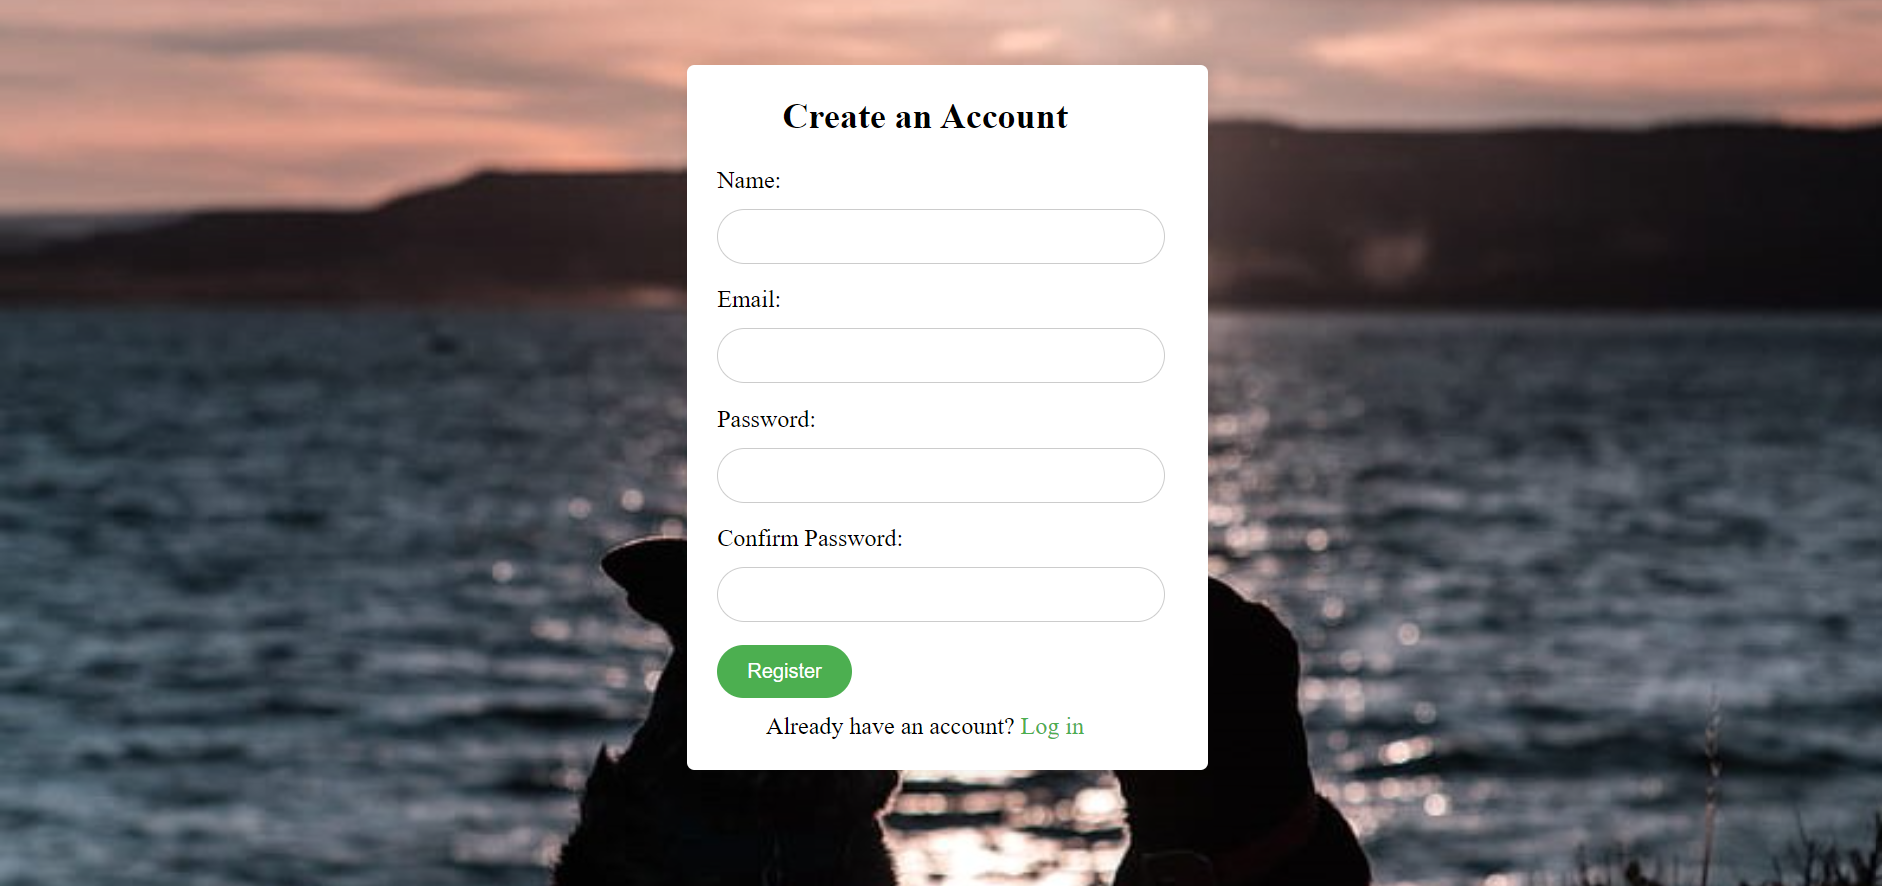 Create an Account
Name:
Email:
Password:
Confirm Password:
Register
Already have an account? Log in